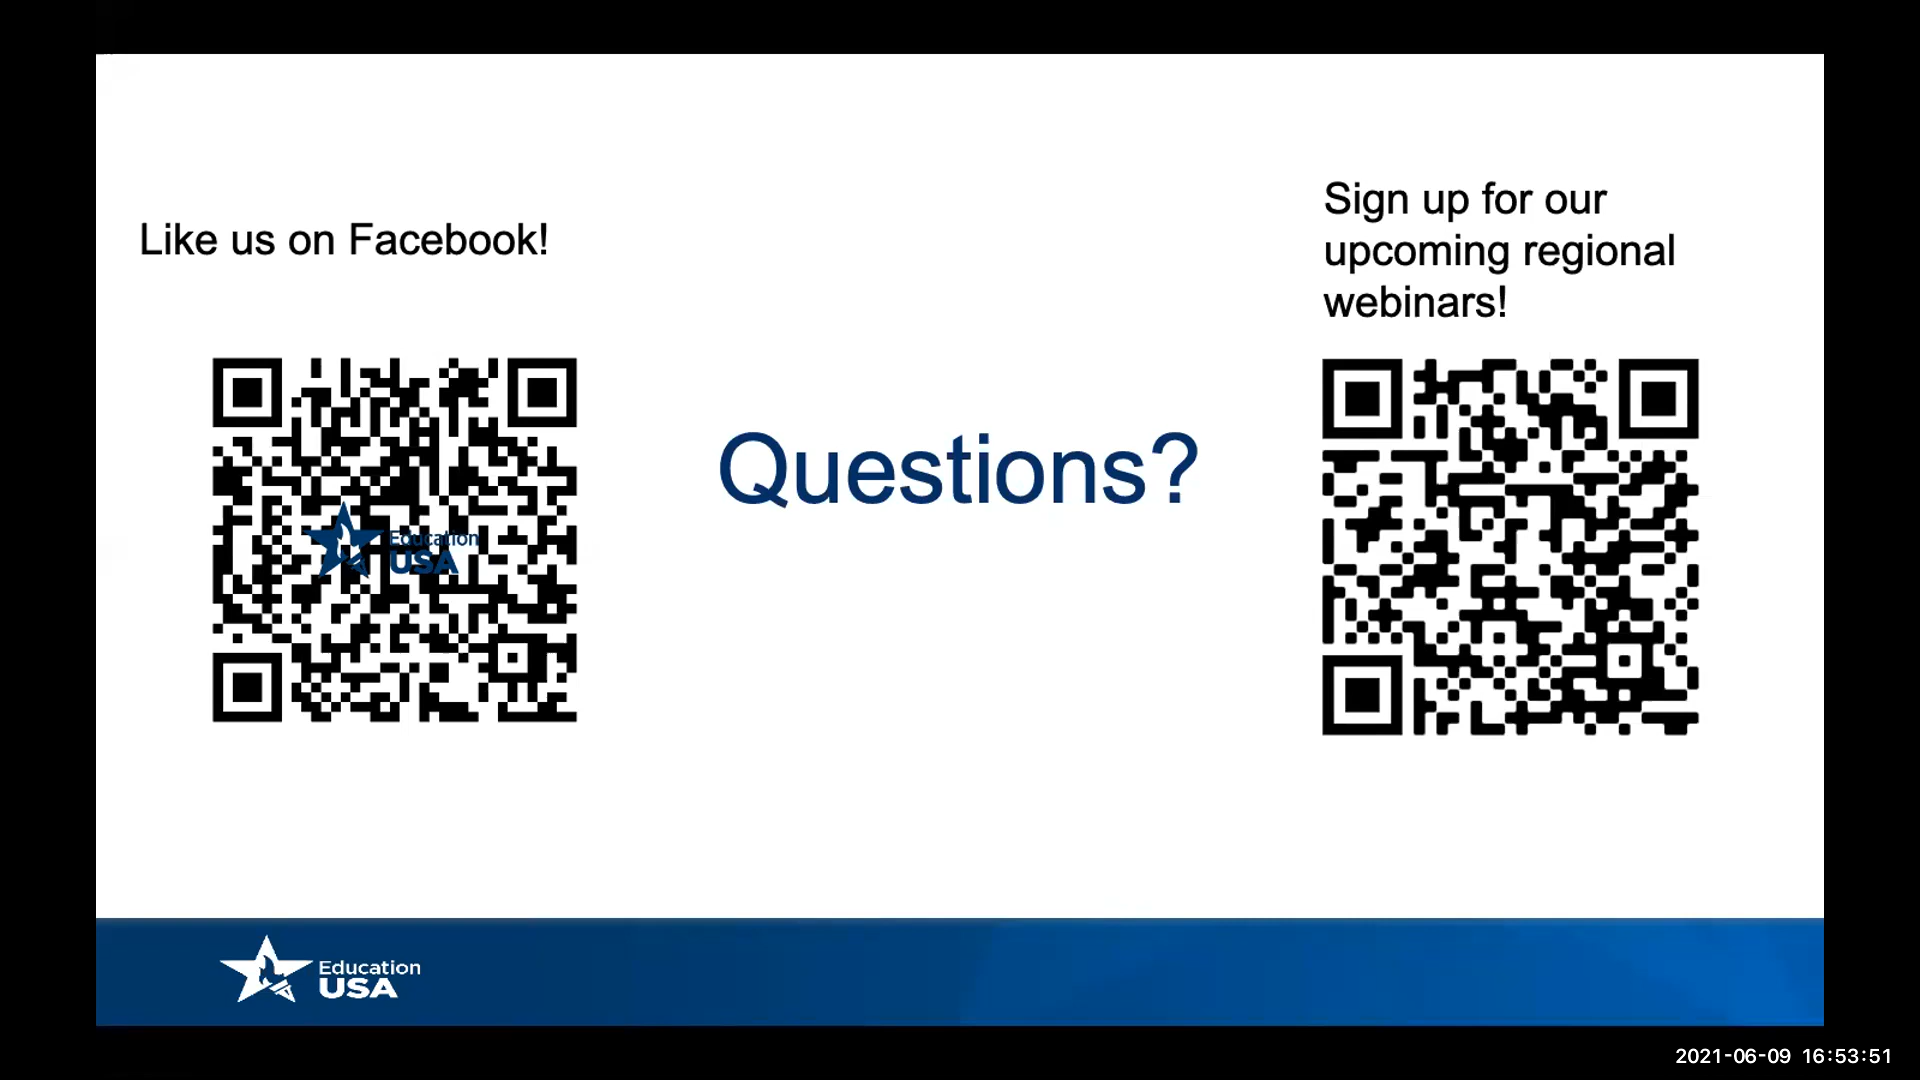 Like us on Facebook!
Sign up for our
upcoming regional
webinars!
Education
USA
Questions?
Education
USA
2021-06-09 16:53:51